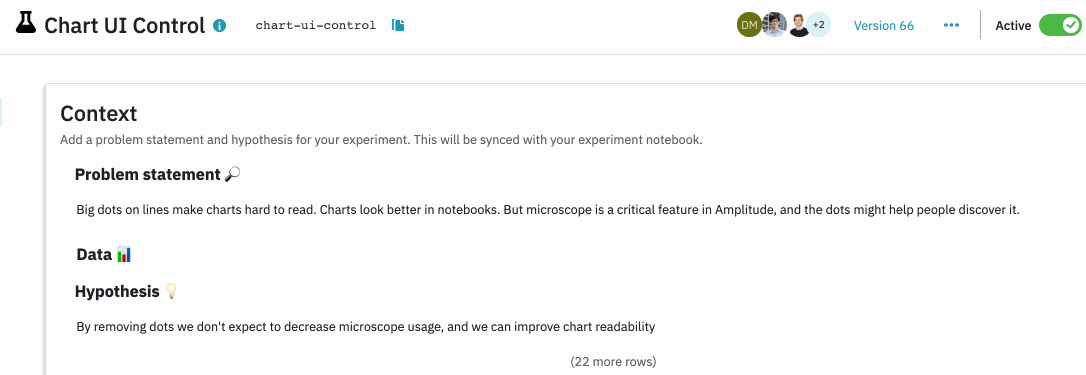 Chart UI Control chart-ui-control DM +2 Version 66 ••• Active
Context
Add a problem statement and hypothesis for your experiment. This will be synced with your experiment notebook.
Problem statement 🔎
Big dots on lines make charts hard to read. Charts look better in notebooks. But microscope is a critical feature in Amplitude, and the dots might help people discover it.
Data 📊
Hypothesis 💡
By removing dots we don't expect to decrease microscope usage, and we can improve chart readability
(22 more rows)